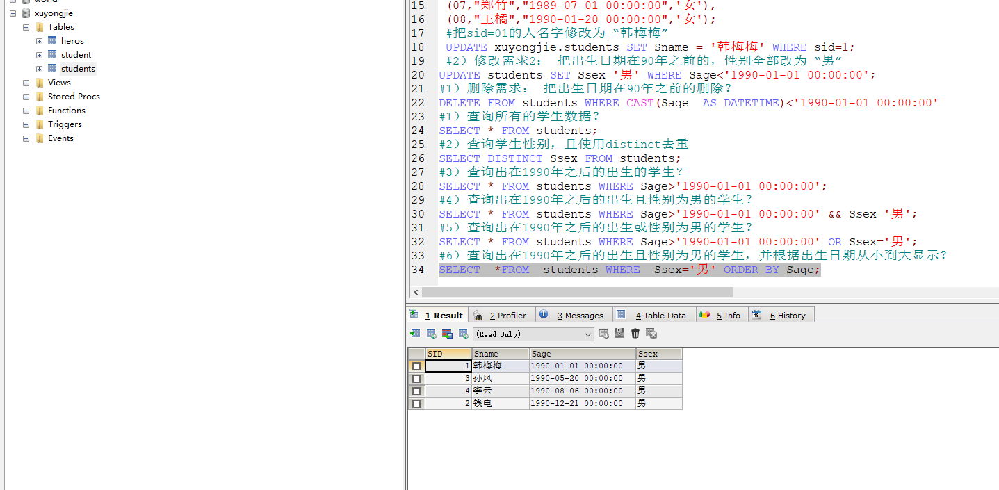 world
xuyongjie
Tables
heros
student
students
Views
Stored Procs
Functions
Triggers
Events
15 (07,"郑竹","1989-07-01 00:00:00",'女'),
16 (08,"王橘","1990-01-20 00:00:00",'女');
17 #把sid=01的人名字修改为“韩梅梅”
18 UPDATE xuyongjie.students SET Sname = '韩梅梅' WHERE sid=1;
19 #2）修改需求2： 把出生日期在90年之前的，性别全部改为“男”
20 UPDATE students SET Ssex='男' WHERE Sage<'1990-01-01 00:00:00';
21 #1）删除需求： 把出生日期在90年之前的删除？
22 DELETE FROM students WHERE CAST(Sage  AS DATETIME)<'1990-01-01 00:00:00'
23 #1）查询所有的学生数据？
24 SELECT * FROM students;
25 #2）查询学生性别，且使用distinct去重
26 SELECT DISTINCT Ssex FROM students;
27 #3）查询出在1990年之后的出生的学生？
28 SELECT * FROM students WHERE Sage>'1990-01-01 00:00:00';
29 #4）查询出在1990年之后的出生且性别为男的学生？
30 SELECT * FROM students WHERE Sage>'1990-01-01 00:00:00' && Ssex='男';
31 #5）查询出在1990年之后的出生或性别为男的学生？
32 SELECT * FROM students WHERE Sage>'1990-01-01 00:00:00' OR Ssex='男';
33 #6）查询出在1990年之后的出生且性别为男的学生，并根据出生日期从小到大显示？
34 SELECT  *FROM  students WHERE  Ssex='男' ORDER BY Sage;
1 Result 2 Profiler 3 Messages 4 Table Data 5 Info 18 6 History
(Read Only)
SID Sname Sage Ssex
1 韩梅梅 1990-01-01 00:00:00 男
3 孙风 1990-05-20 00:00:00 男
4 李云 1990-08-06 00:00:00 男
2 钱电 1990-12-21 00:00:00 男